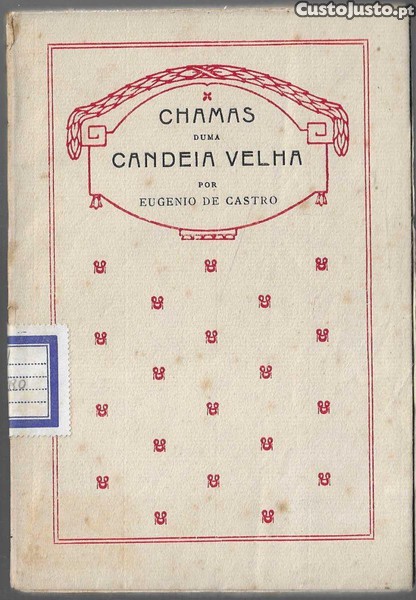 CustoJusto.pt
CHAMAS
DUMA
CANDEIA VELHA
POR
EUGENIO DE CASTRO